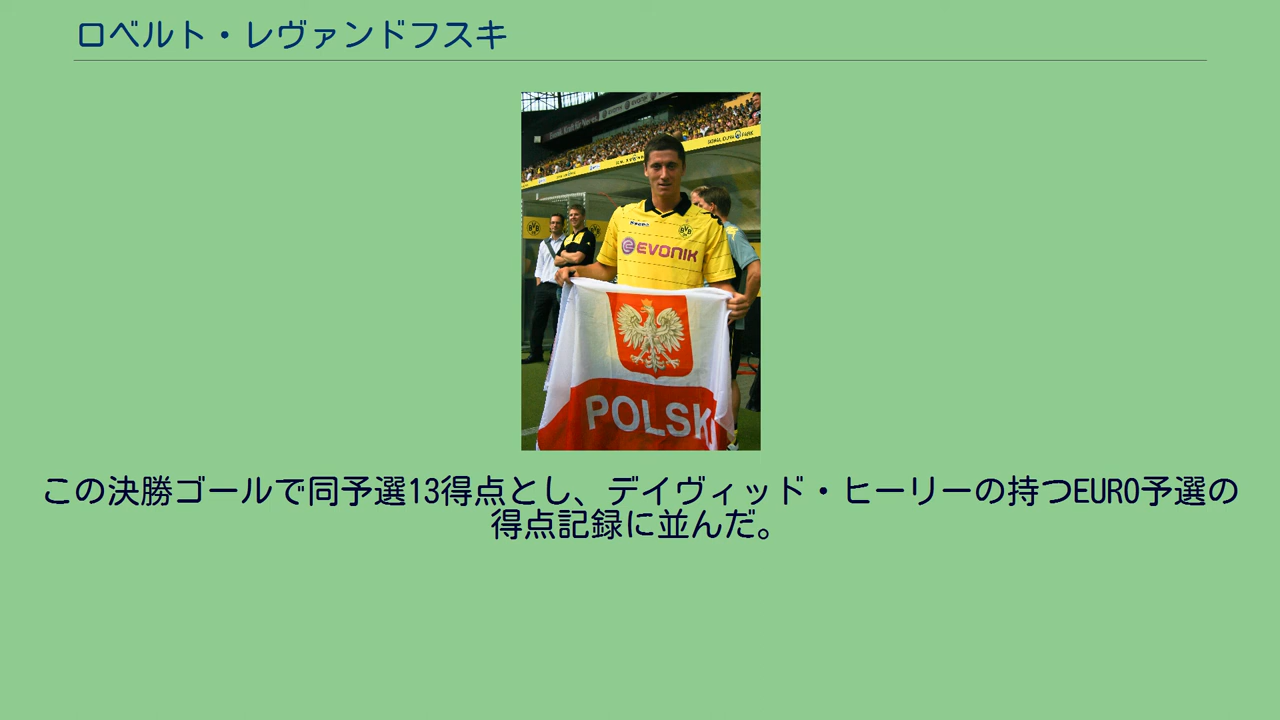 ロベルト・レヴァンドフスキ
EVONIK
BVB
POLSK
この決勝ゴールで同予選13得点とし、デイヴィッド・ヒーリーの持つEURO予選の
得点記録に並んだ。